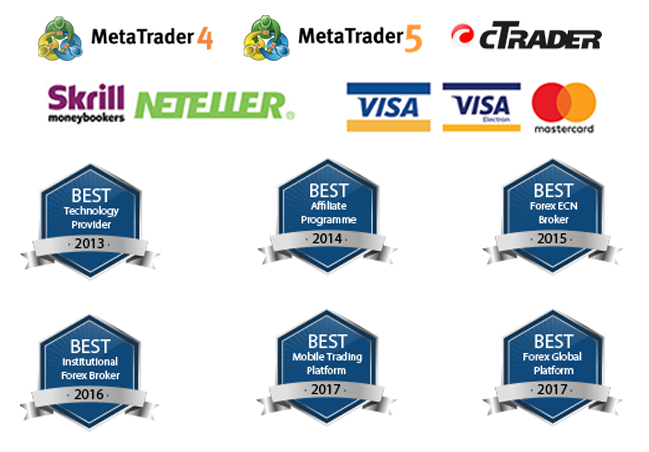 MetaTrader 4
MetaTrader 5
cTRADER
Skrill
moneybookers
NETELLER®
VISA
VISA
Electron
mastercard
BEST
Technology
Provider
· 2013 ·
BEST
Affiliate
Programme
· 2014 ·
BEST
Forex ECN
Broker
· 2015 ·
BEST
Institutional
Forex Broker
· 2016 ·
BEST
Mobile Trading
Platform
· 2017 ·
BEST
Forex Global
Platform
· 2017 ·